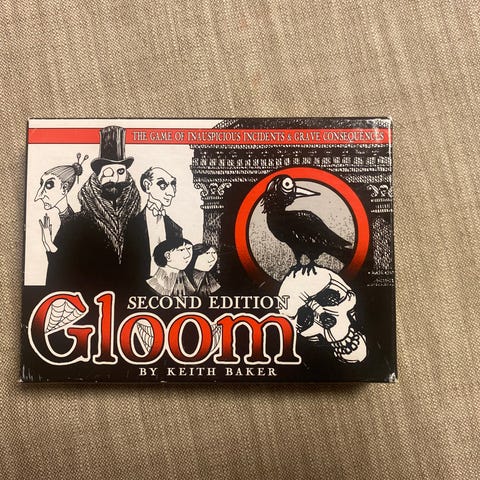 THE GAME OF INAUSPICIOUS INCIDENTS & GRAVE CONSEQUENCES
SECOND EDITION
Gloom
BY KEITH BAKER